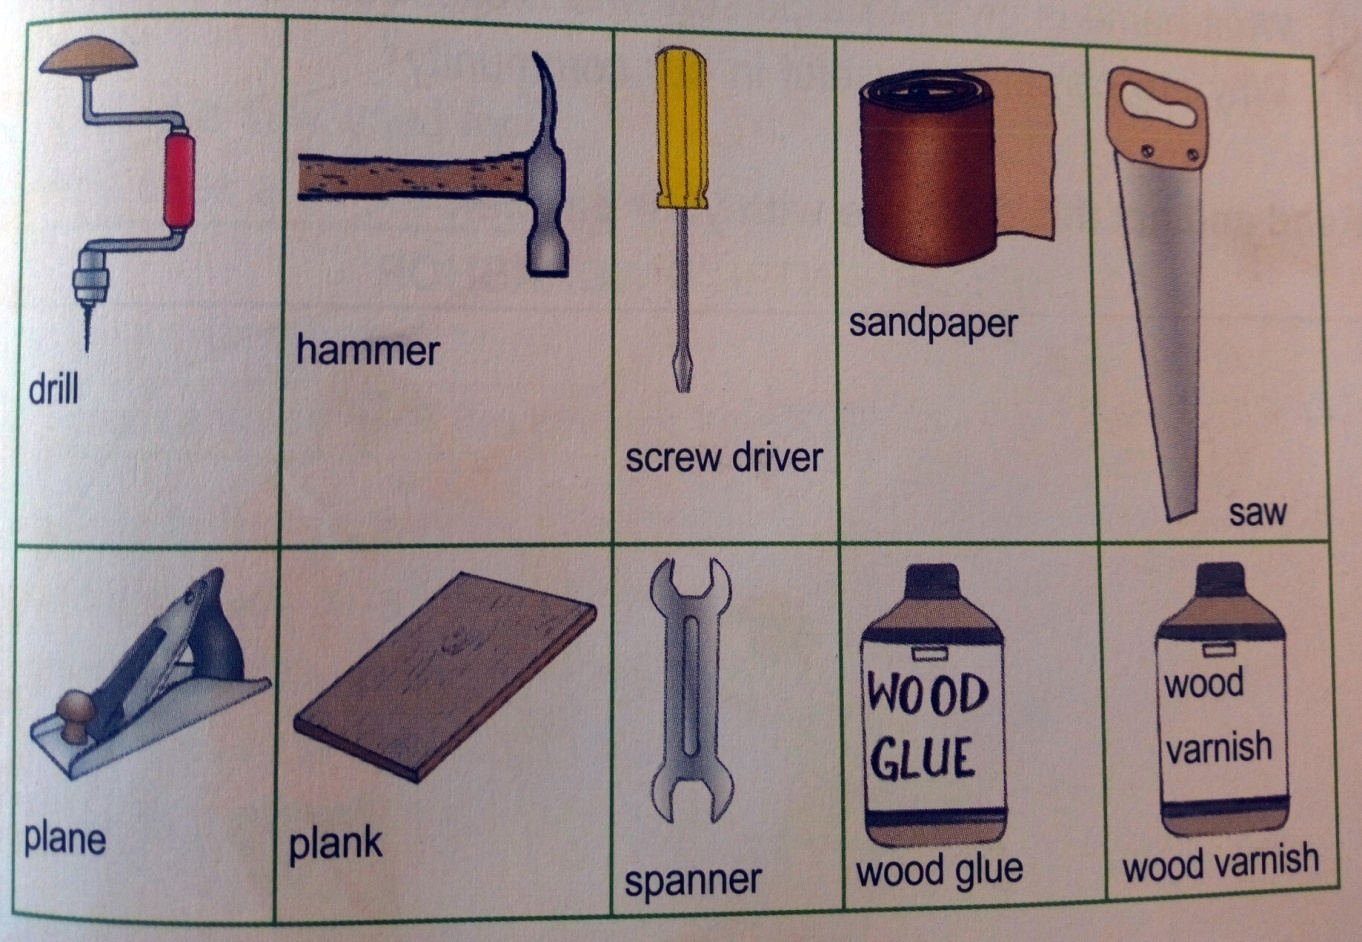 drill
hammer
screw driver
sandpaper
saw
plane
plank
spanner
WOOD
GLUE
wood glue
wood
varnish
wood varnish